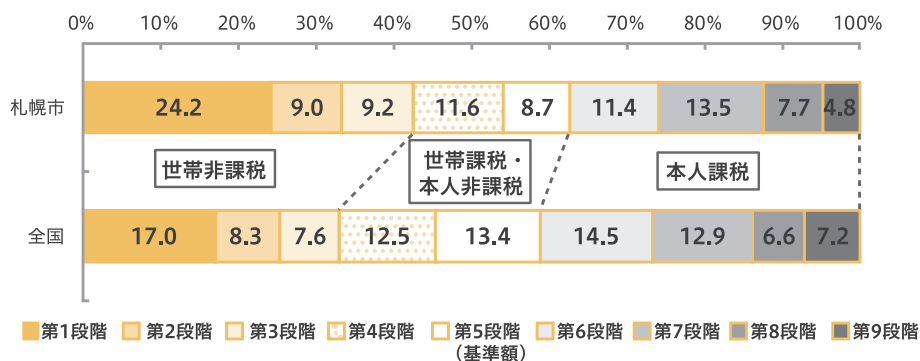 0% 10% 20% 30% 40% 50% 60% 70% 80% 90% 100%
札幌市 24.2 9.0 9.2 11.6 8.7 11.4 13.5 7.7 4.8
世帯非課税
世帯課税・
本人非課税
本人課税
全国 17.0 8.3 7.6 12.5 13.4 14.5 12.9 6.6 7.2
第1段階 第2段階 第3段階 第4段階 第5段階 第6段階 第7段階 第8段階 第9段階
（基準額）